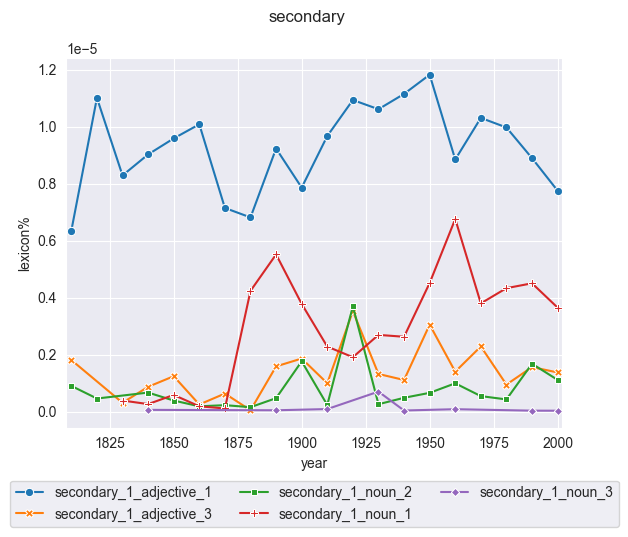 secondary
1e−5
1.2
1.0
0.8
0.6
0.4
0.2
0.0
lexicon%
1825 1850 1875 1900 1925 1950 1975 2000
year
secondary_1_adjective_1 secondary_1_noun_2 secondary_1_noun_3
secondary_1_adjective_3 secondary_1_noun_1